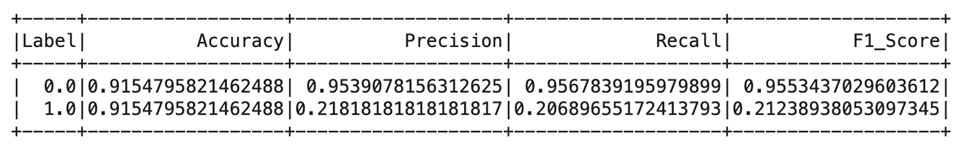 +-----+------------------+-------------------+-------------------+-------------------+
|Label|          Accuracy|          Precision|             Recall|           F1_Score|
+-----+------------------+-------------------+-------------------+-------------------+
|  0.0|0.9154795821462488| 0.9539078156312625| 0.9567839195979899| 0.9553437029603612|
|  1.0|0.9154795821462488|0.21818181818181817|0.20689655172413793|0.21238938053097345|
+-----+------------------+-------------------+-------------------+-------------------+